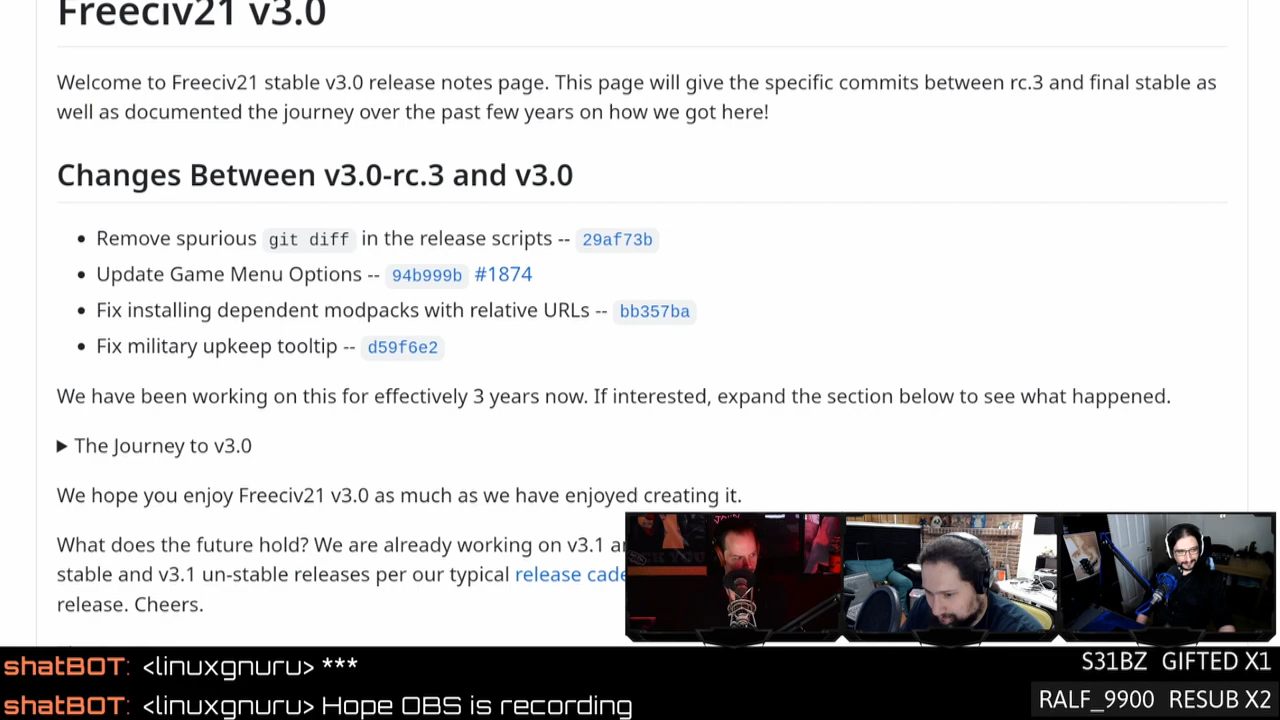 Freeciv21 v3.0
Welcome to Freeciv21 stable v3.0 release notes page. This page will give the specific commits between rc.3 and final stable as
well as documented the journey over the past few years on how we got here!
Changes Between v3.0-rc.3 and v3.0
• Remove spurious git diff in the release scripts -- 29af73b
• Update Game Menu Options -- 94b999b #1874
• Fix installing dependent modpacks with relative URLs -- bb357ba
• Fix military upkeep tooltip -- d59f6e2
We have been working on this for effectively 3 years now. If interested, expand the section below to see what happened.
▶ The Journey to v3.0
We hope you enjoy Freeciv21 v3.0 as much as we have enjoyed creating it.
What does the future hold? We are already working on v3.1
stable and v3.1 un-stable releases per our typical release
release. Cheers.
shatBOT: <linuxgnuru> ***
S31BZ GIFTED X1
shatBOT: <linuxgnuru> Hope OBS is recording
RALF_9900 RESUB X2